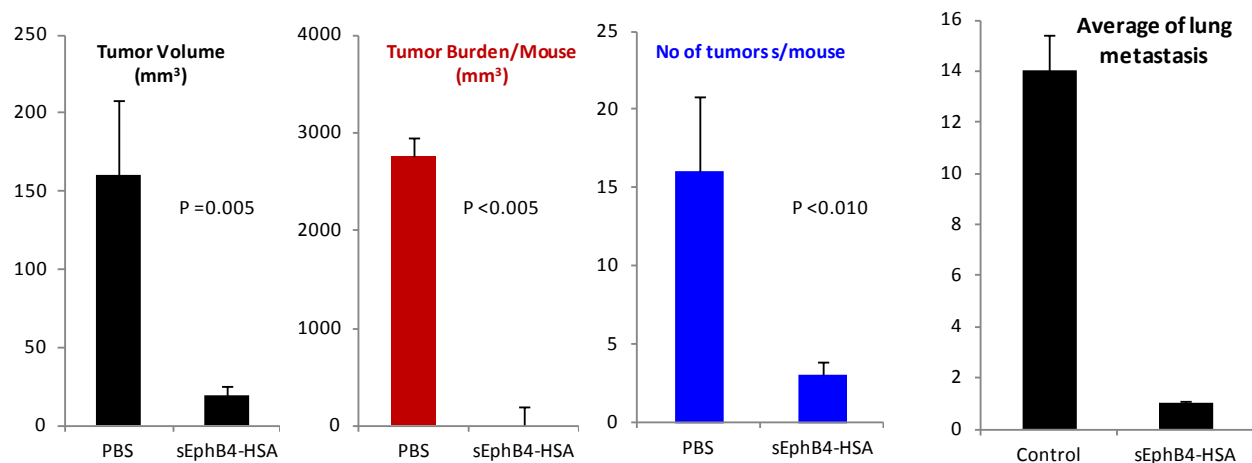 250
200
150
100
50
0
Tumor Volume
(mm³)
P =0.005
PBS
sEphB4-HSA
4000
3000
2000
1000
0
Tumor Burden/Mouse
(mm³)
P <0.005
PBS
sEphB4-HSA
25
20
15
10
5
0
No of tumors s/mouse
P <0.010
PBS
sEphB4-HSA
16
14
12
10
8
6
4
2
0
Average of lung
metastasis
Control
sEphB4-HSA